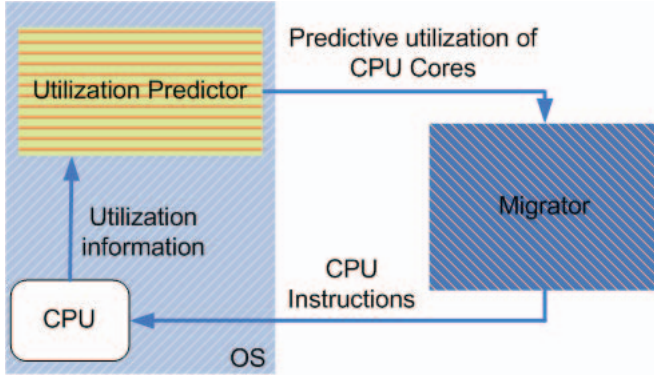 Utilization Predictor
Predictive utilization of
CPU Cores
Migrator
Utilization
information
CPU
Instructions
CPU
OS